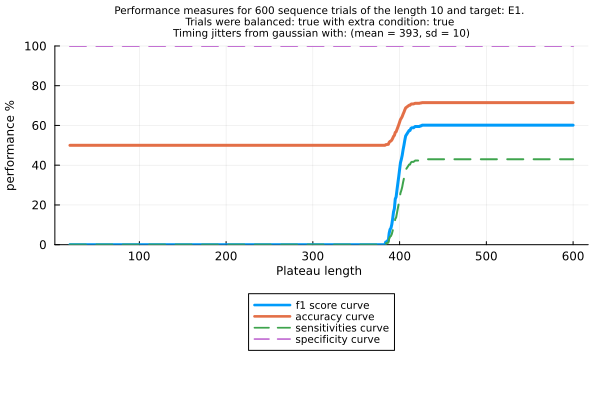 Performance measures for 600 sequence trials of the length 10 and target: E1.
Trials were balanced: true with extra condition: true
Timing jitters from gaussian with: (mean = 393, sd = 10)
100
80
60
40
20
0
performance %
100 200 300 400 500 600
Plateau length
f1 score curve
accuracy curve
sensitivities curve
specificity curve